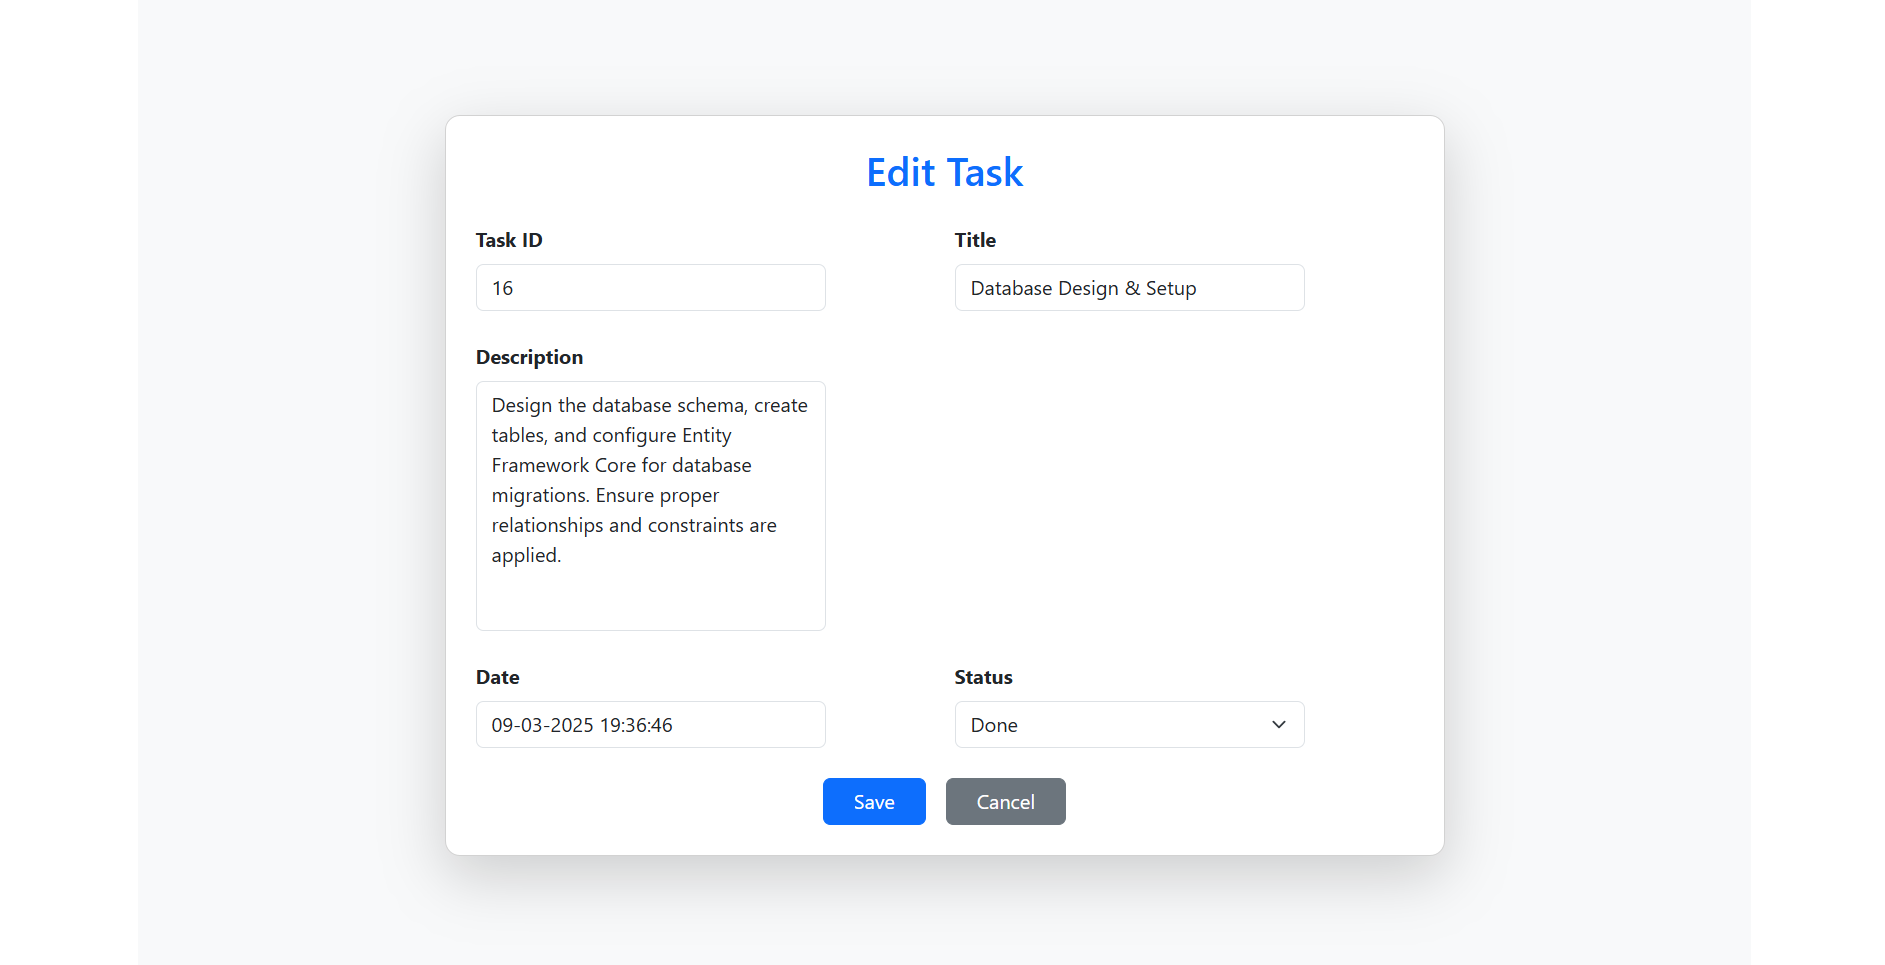 Edit Task
Task ID
Title
16
Database Design & Setup
Description
Design the database schema, create
tables, and configure Entity
Framework Core for database
migrations. Ensure proper
relationships and constraints are
applied.
Date
Status
09-03-2025 19:36:46
Done
Save
Cancel